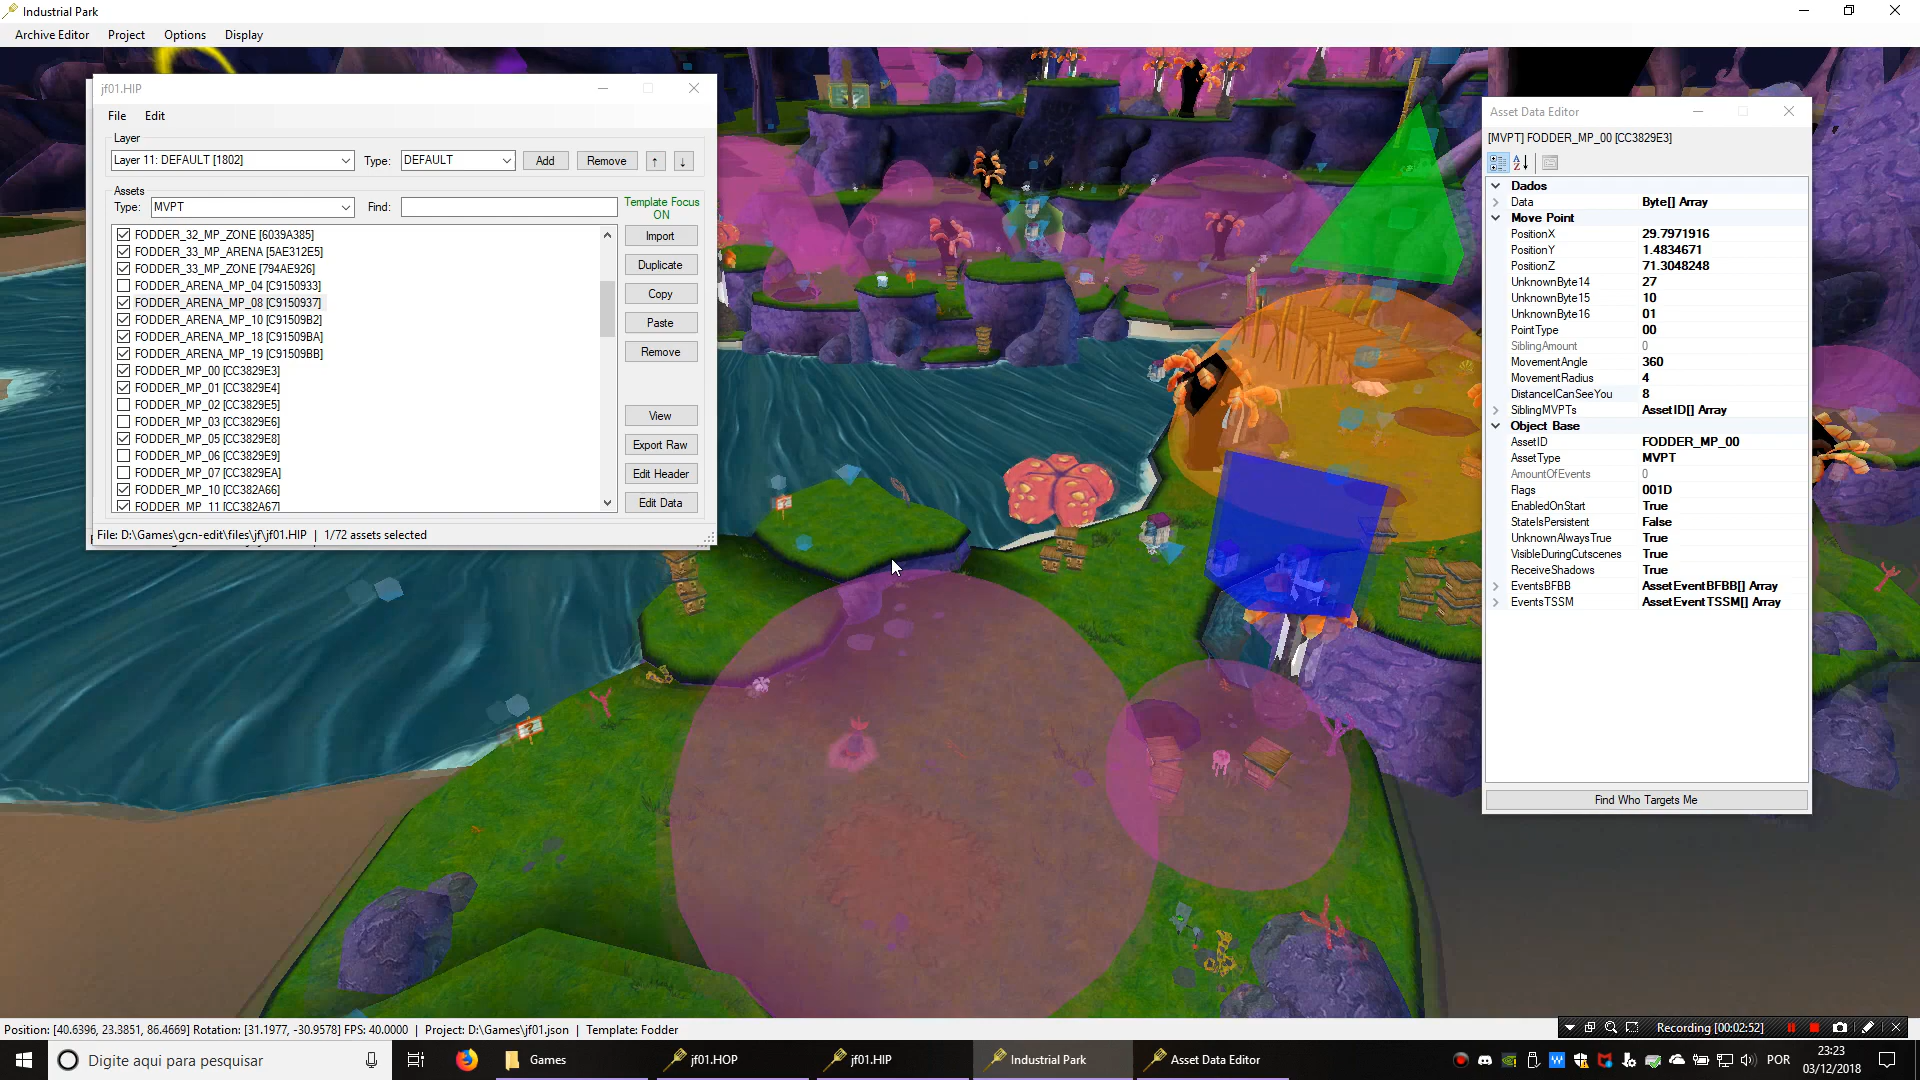 Industrial Park
Archive Editor Project Options Display
jf01.HIP
File Edit
Layer
Layer 11: DEFAULT [1802] Type: DEFAULT Add Remove ↑ ↓
Assets
Type: MVPT Find: Template Focus ON
FODDER_32_MP_ZONE [6039A385]
FODDER_33_MP_ARENA [5AE312E5]
FODDER_33_MP_ZONE [794AE926]
FODDER_ARENA_MP_04 [C9150933]
FODDER_ARENA_MP_08 [C9150937]
FODDER_ARENA_MP_10 [C91509B2]
FODDER_ARENA_MP_18 [C91509BA]
FODDER_ARENA_MP_19 [C91509BB]
FODDER_MP_00 [CC3829E3]
FODDER_MP_01 [CC3829E4]
FODDER_MP_02 [CC3829E5]
FODDER_MP_03 [CC3829E6]
FODDER_MP_05 [CC3829E8]
FODDER_MP_06 [CC3829E9]
FODDER_MP_07 [CC3829EA]
FODDER_MP_10 [CC382A66]
FODDER_MP_11 [CC382A67]
Import
Duplicate
Copy
Paste
Remove
View
Export Raw
Edit Header
Edit Data
File: D:\Games\gcn-edit\files\jf\jf01.HIP | 1/72 assets selected
Asset Data Editor
[MVPT] FODDER_MP_00 [CC3829E3]
Dados
Data Byte[] Array
Move Point
PositionX 29.7971916
PositionY 1.4834671
PositionZ 71.3048248
UnknownByte14 27
UnknownByte15 10
UnknownByte16 01
PointType 00
SiblingAmount 0
MovementAngle 360
MovementRadius 4
DistanceICanSeeYou 8
SiblingMVPTs AssetID[] Array
Object Base
AssetID FODDER_MP_00
AssetType MVPT
AmountOfEvents 0
Flags 001D
EnabledOnStart True
StateIsPersistent False
UnknownAlwaysTrue True
VisibleDuringCutscenes True
ReceiveShadows True
EventsBFBB AssetEventBFBB[] Array
EventsTSSM AssetEventTSSM[] Array
Find Who Targets Me
Position: [40.6396, 23.3851, 86.4669] Rotation: [31.1977, -30.9578] FPS: 40.0000 | Project: D:\Games\jf01.json | Template: Fodder
Recording [00:02:52]
Digite aqui para pesquisar
Games
jf01.HOP
jf01.HIP
Industrial Park
Asset Data Editor
POR
23:23
03/12/2018